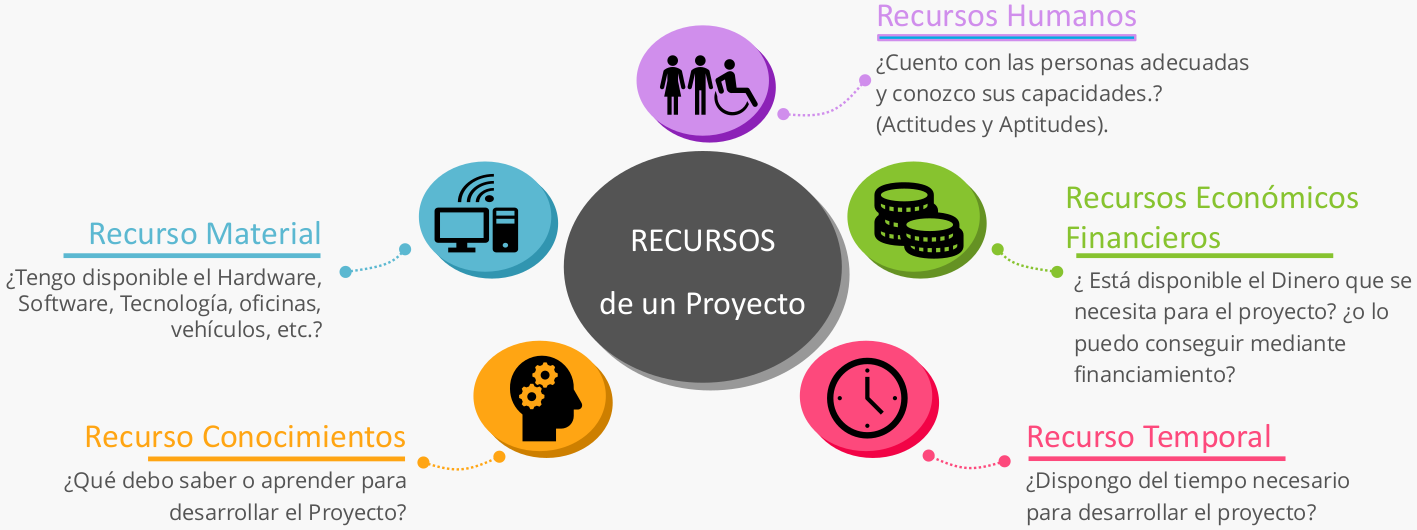 Recursos Humanos
¿Cuento con las personas adecuadas
y conozco sus capacidades.?
(Actitudes y Aptitudes).
Recursos Económicos
Financieros
¿ Está disponible el Dinero que se
necesita para el proyecto? ¿o lo
puedo conseguir mediante
financiamiento?
Recurso Material
¿Tengo disponible el Hardware,
Software, Tecnología, oficinas,
vehículos, etc.?
RECURSOS
de un Proyecto
Recurso Conocimientos
¿Qué debo saber o aprender para
desarrollar el Proyecto?
Recurso Temporal
¿Dispongo del tiempo necesario
para desarrollar el proyecto?